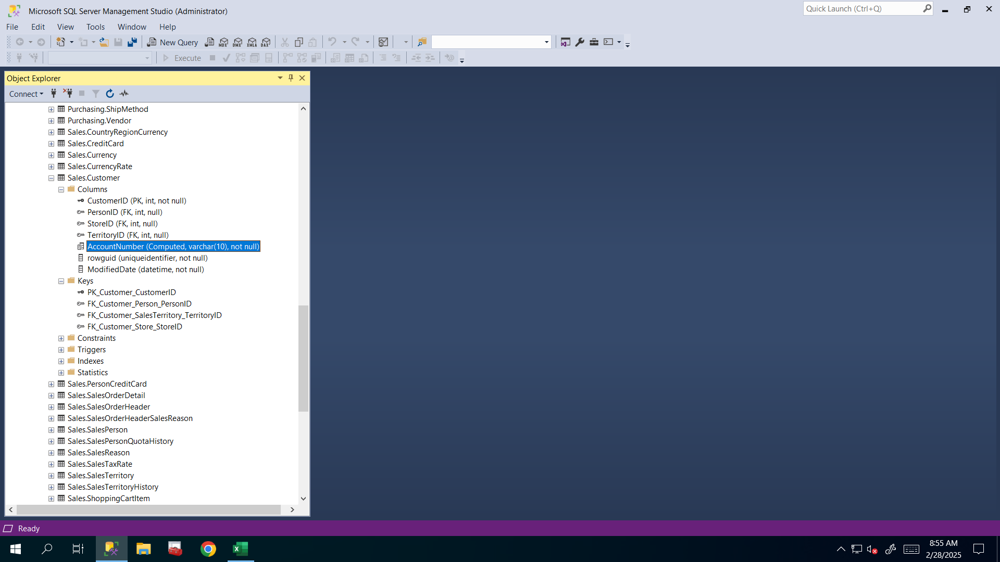 Microsoft SQL Server Management Studio (Administrator)
Quick Launch (Ctrl+Q)
File Edit View Tools Window Help
New Query MDX DMX XMLA DAX
Execute
Object Explorer
Connect
Purchasing.ShipMethod
Purchasing.Vendor
Sales.CountryRegionCurrency
Sales.CreditCard
Sales.Currency
Sales.CurrencyRate
Sales.Customer
Columns
CustomerID (PK, int, not null)
PersonID (FK, int, null)
StoreID (FK, int, null)
TerritoryID (FK, int, null)
AccountNumber (Computed, varchar(10), not null)
rowguid (uniqueidentifier, not null)
ModifiedDate (datetime, not null)
Keys
PK_Customer_CustomerID
FK_Customer_Person_PersonID
FK_Customer_SalesTerritory_TerritoryID
FK_Customer_Store_StoreID
Constraints
Triggers
Indexes
Statistics
Sales.PersonCreditCard
Sales.SalesOrderDetail
Sales.SalesOrderHeader
Sales.SalesOrderHeaderSalesReason
Sales.SalesPerson
Sales.SalesPersonQuotaHistory
Sales.SalesReason
Sales.SalesTaxRate
Sales.SalesTerritory
Sales.SalesTerritoryHistory
Sales.ShoppingCartItem
Ready
8:55 AM
2/28/2025